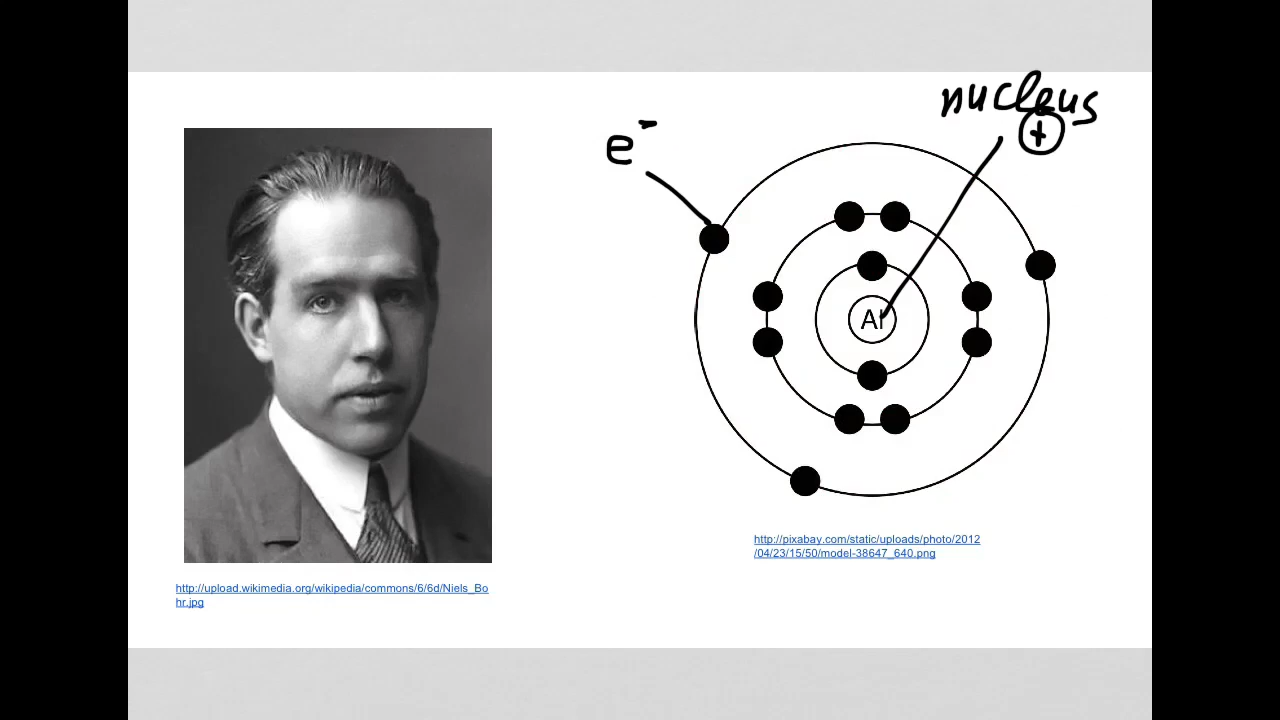 nucleus
+
e-
Al
http://pixabay.com/static/uploads/photo/2012
/04/23/15/50/model-38647_640.png
http://upload.wikimedia.org/wikipedia/commons/6/6d/Niels_Bo
hr.jpg